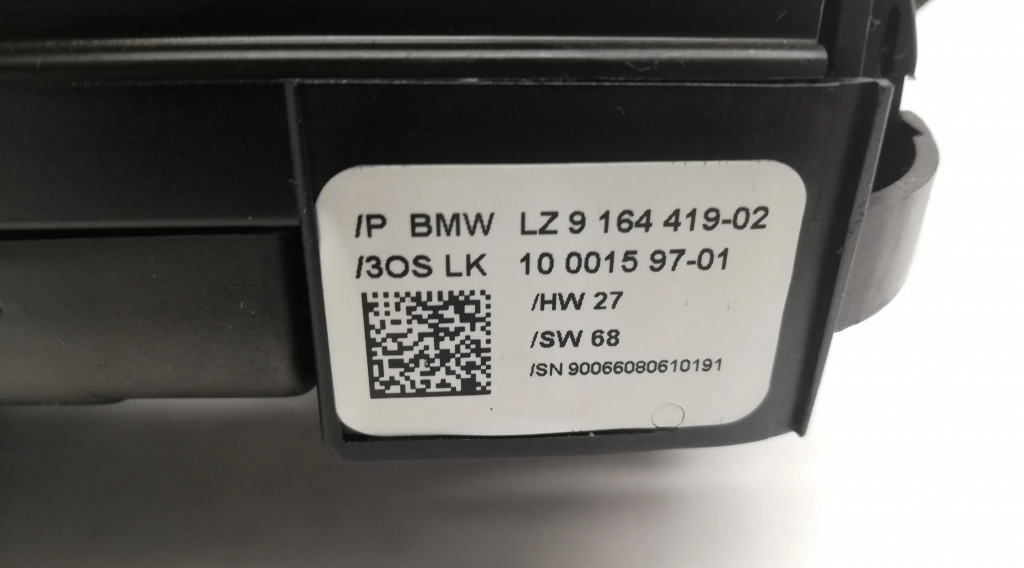 /P BMW LZ 9 164 419-02
/3OS LK 10 0015 97-01
/HW 27
/SW 68
/SN 90066080610191